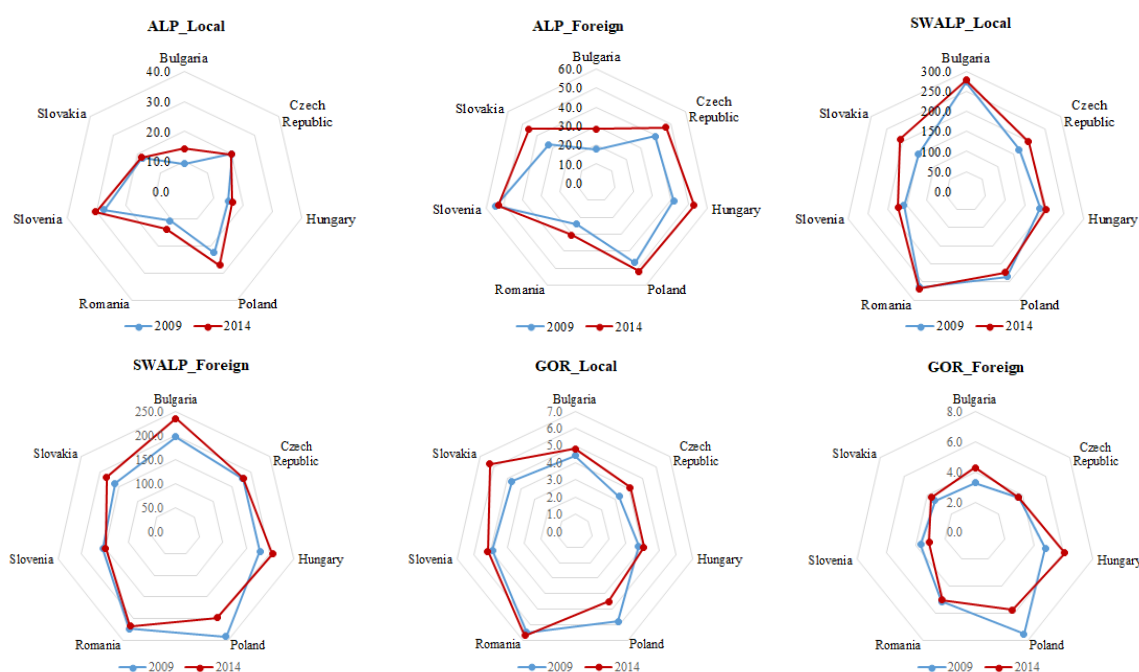 ALP_Local
Bulgaria
40.0
30.0
20.0
10.0
0.0
Czech
Republic
Hungary
Poland
Romania
Slovenia
Slovakia
2009 2014
ALP_Foreign
Bulgaria
60.0
50.0
40.0
30.0
20.0
10.0
0.0
Czech
Republic
Hungary
Poland
Romania
Slovenia
Slovakia
2009 2014
SWALP_Local
Bulgaria
300.0
250.0
200.0
150.0
100.0
50.0
0.0
Czech
Republic
Hungary
Poland
Romania
Slovenia
Slovakia
2009 2014
SWALP_Foreign
Bulgaria
250.0
200.0
150.0
100.0
50.0
0.0
Czech
Republic
Hungary
Poland
Romania
Slovenia
Slovakia
2009 2014
GOR_Local
Bulgaria
7.0
6.0
5.0
4.0
3.0
2.0
1.0
0.0
Czech
Republic
Hungary
Poland
Romania
Slovenia
Slovakia
2009 2014
GOR_Foreign
Bulgaria
8.0
6.0
4.0
2.0
0.0
Czech
Republic
Hungary
Poland
Romania
Slovenia
Slovakia
2009 2014